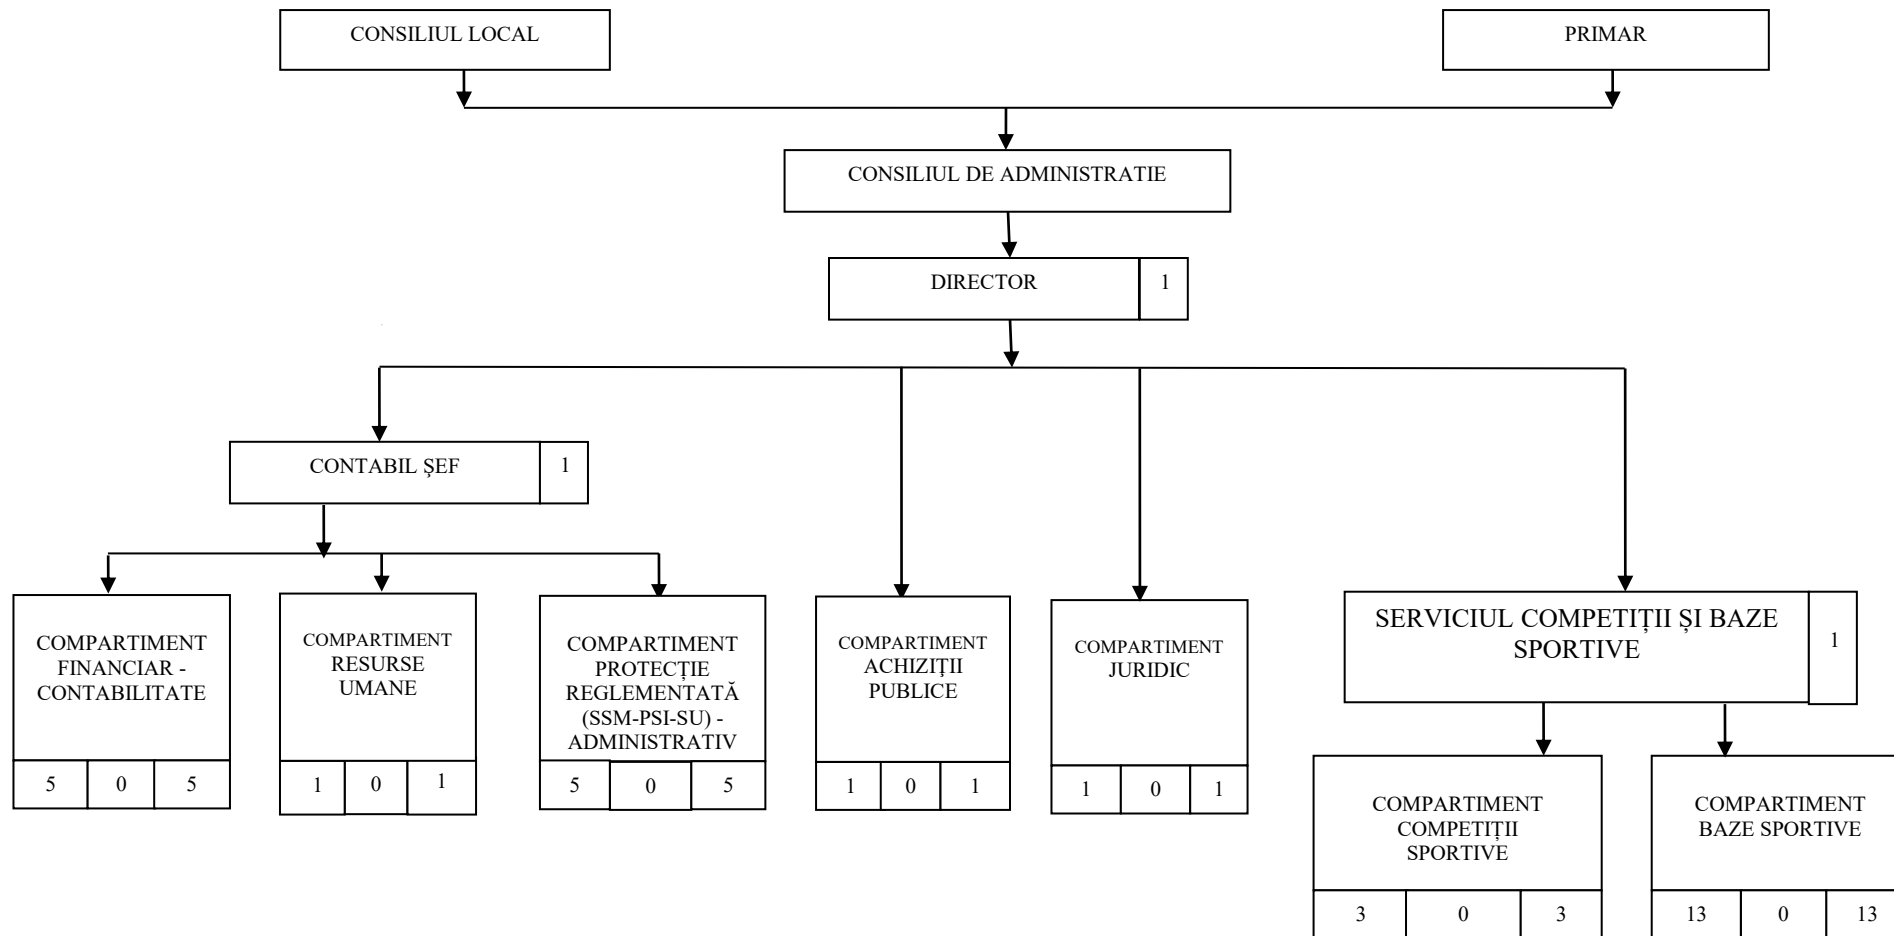 CONSILIUL LOCAL
PRIMAR
CONSILIUL DE ADMINISTRATIE
DIRECTOR
1
CONTABIL ŞEF
1
COMPARTIMENT
FINANCIAR -
CONTABILITATE
5 0 5
COMPARTIMENT
RESURSE
UMANE
1 0 1
COMPARTIMENT
PROTECȚIE
REGLEMENTATĂ
(SSM-PSI-SU) -
ADMINISTRATIV
5 0 5
COMPARTIMENT
ACHIZIŢII
PUBLICE
1 0 1
COMPARTIMENT
JURIDIC
1 0 1
SERVICIUL COMPETIȚII ȘI BAZE
SPORTIVE
1
COMPARTIMENT
COMPETIȚII
SPORTIVE
3 0 3
COMPARTIMENT
BAZE SPORTIVE
13 0 13